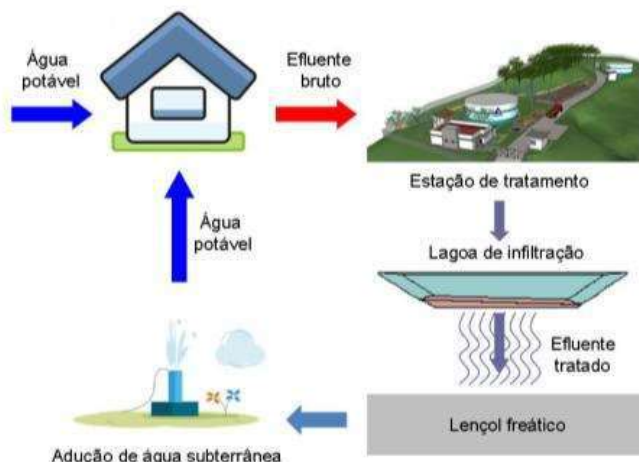 Água
potável
Efluente
bruto
Estação de tratamento
Água
potável
Lagoa de infiltração
Efluente
tratado
Lençol freático
Adução de água subterrânea